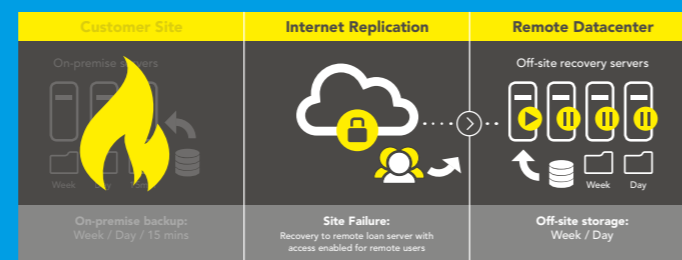 Customer Site
On-premise servers
Week
On-premise backup:
Week / Day / 15 mins
Internet Replication
Site Failure:
Recovery to remote loan server with
access enabled for remote users
Remote Datacenter
Off-site recovery servers
Week Day
Off-site storage:
Week / Day